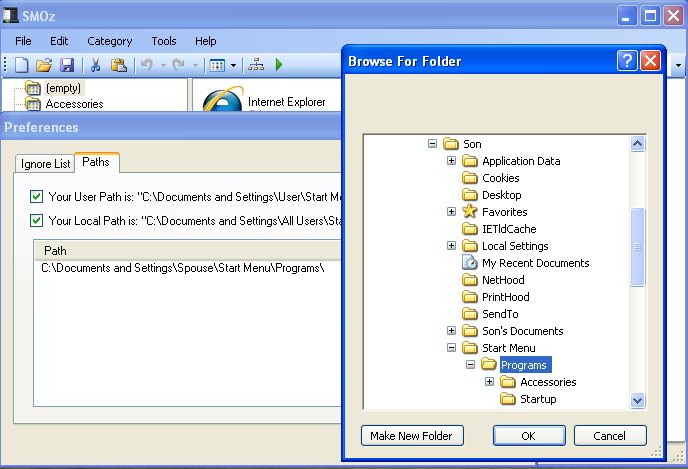 SMOz
File Edit Category Tools Help
(empty)
Accessories
Internet Explorer
Preferences
Ignore List Paths
Your User Path is: "C:\Documents and Settings\User\Start Me
Your Local Path is: "C:\Documents and Settings\All Users\Sta
Path
C:\Documents and Settings\Spouse\Start Menu\Programs\
Browse For Folder
Son
Application Data
Cookies
Desktop
Favorites
IETldCache
Local Settings
My Recent Documents
NetHood
PrintHood
SendTo
Son's Documents
Start Menu
Programs
Accessories
Startup
Make New Folder OK Cancel